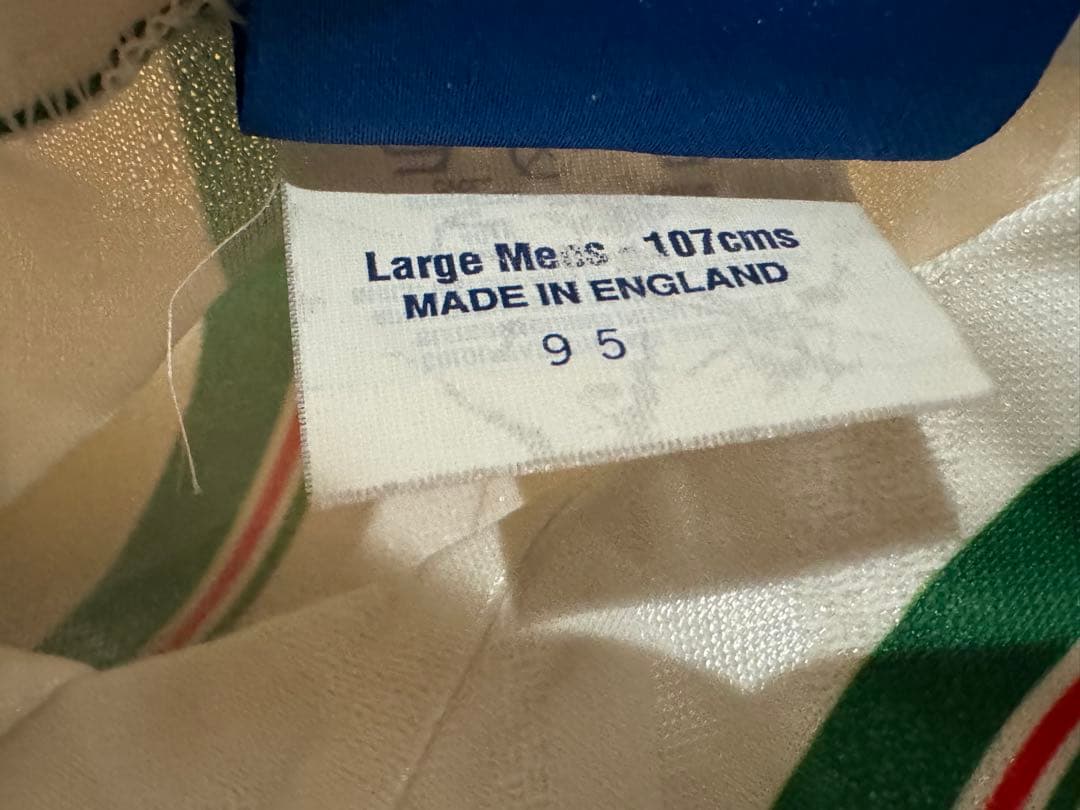 Large Mens - 107cms
MADE IN ENGLAND
9 5